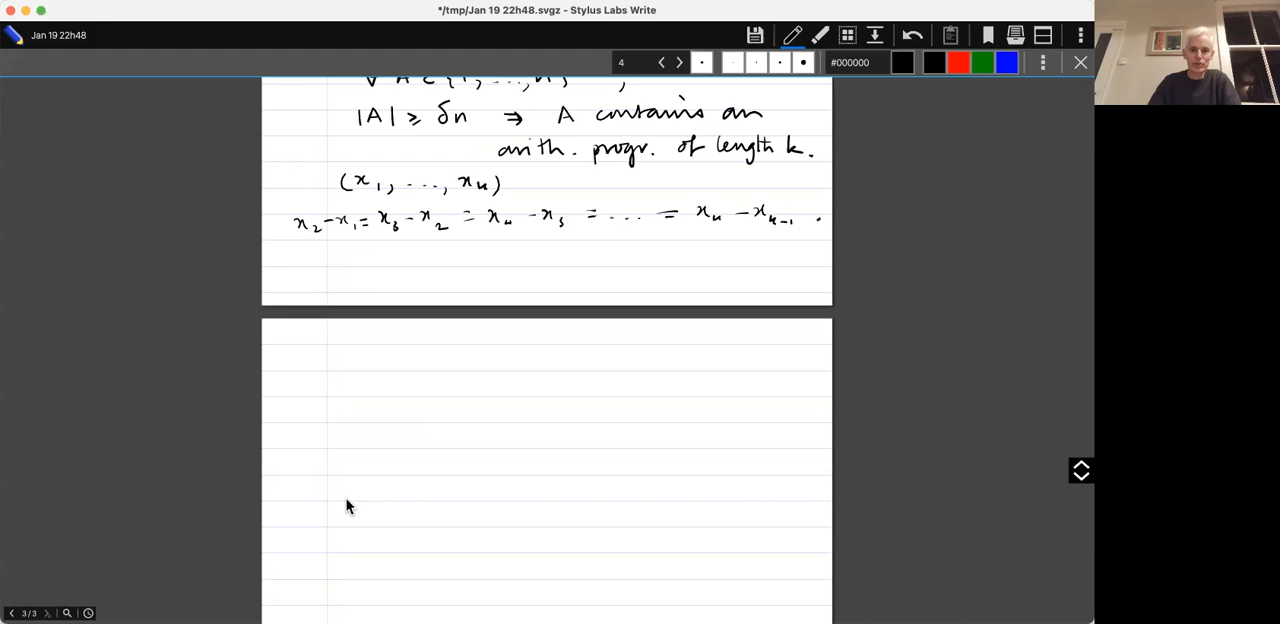 */tmp/Jan 19 22h48.svgz - Stylus Labs Write
Jan 19 22h48
4
#000000
∀ A ⊂ {1, ..., n},
|A| ≥ δn ⇒ A contains an
arith. progr. of length k.
(x₁, ..., xₖ)
x₂ - x₁ = x₃ - x₂ = x₄ - x₃ = .... = xₖ - xₖ₋₁ .
3/3